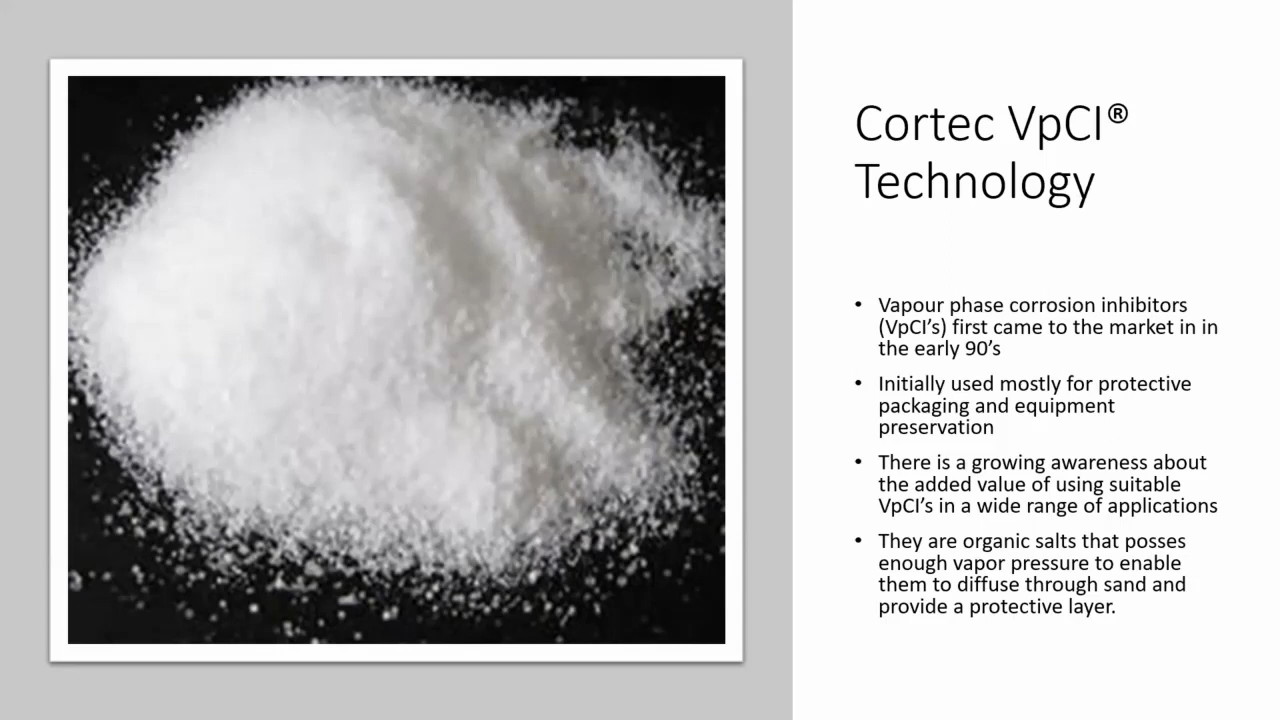 Cortec VpCI®
Technology
• Vapour phase corrosion inhibitors
(VpCI’s) first came to the market in in
the early 90’s
• Initially used mostly for protective
packaging and equipment
preservation
• There is a growing awareness about
the added value of using suitable
VpCI’s in a wide range of applications
• They are organic salts that posses
enough vapor pressure to enable
them to diffuse through sand and
provide a protective layer.